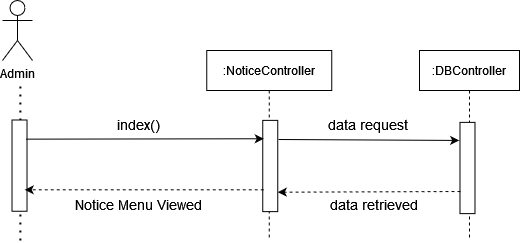 Admin
:NoticeController
:DBController
index()
data request
Notice Menu Viewed
data retrieved